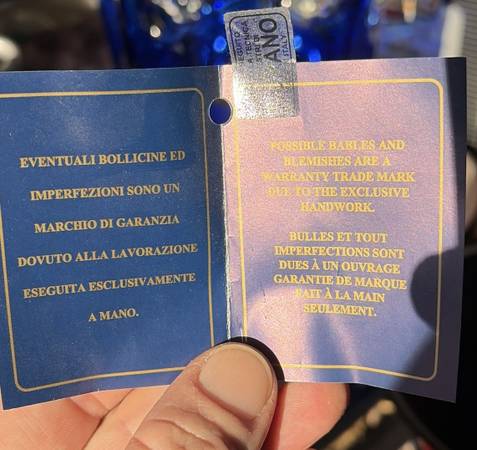 ANO
ITALY
EVENTUALI BOLLICINE ED
IMPERFEZIONI SONO UN
MARCHIO DI GARANZIA
DOVUTO ALLA LAVORAZIONE
ESEGUITA ESCLUSIVAMENTE
A MANO.
POSSIBLE BABLES AND
BLEMISHES ARE A
WARRANTY TRADE MARK
DUE TO THE EXCLUSIVE
HANDWORK.
BULLES ET TOUT
IMPERFECTIONS SONT
DUES À UN OUVRAGE
GARANTIE DE MARQUE
FAIT À LA MAIN
SEULEMENT.